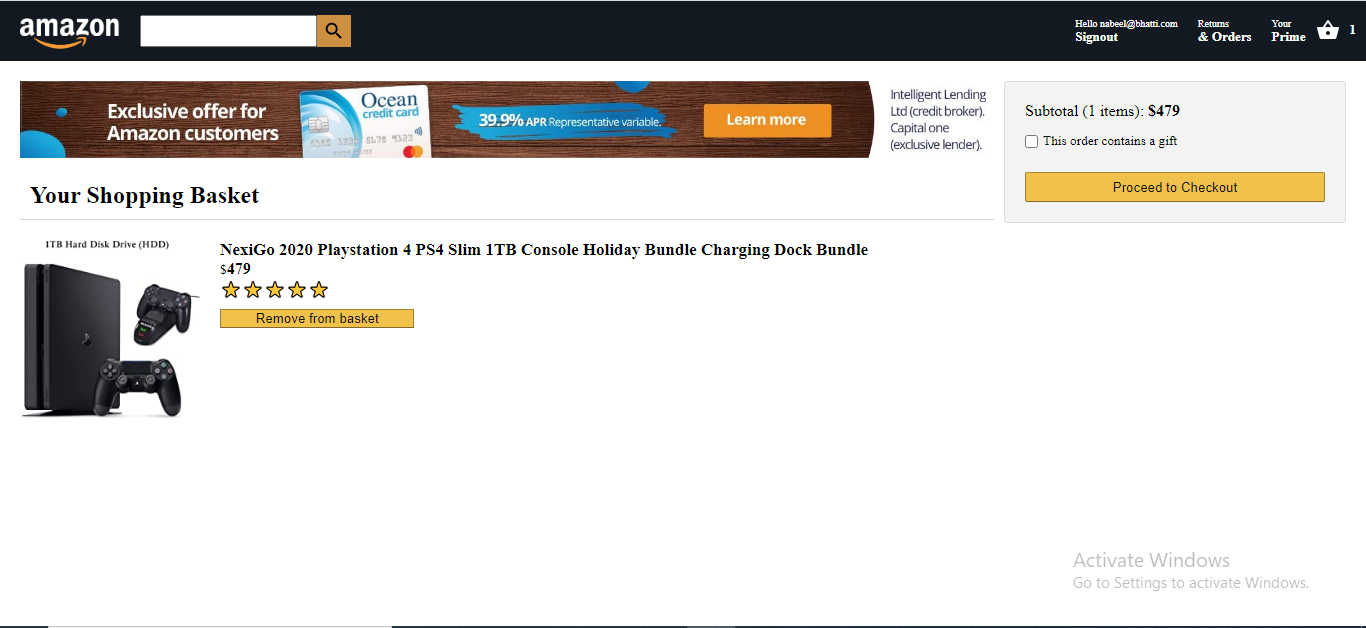 amazon
Hello nabeel@bhatti.com
Signout
Returns
& Orders
Your
Prime
1
Exclusive offer for
Amazon customers
Ocean
credit card
39.9% APR Representative variable.
Learn more
Intelligent Lending
Ltd (credit broker).
Capital one
(exclusive lender).
Subtotal (1 items): $479
This order contains a gift
Proceed to Checkout
Your Shopping Basket
1TB Hard Disk Drive (HDD)
NexiGo 2020 Playstation 4 PS4 Slim 1TB Console Holiday Bundle Charging Dock Bundle
$479
Remove from basket
Activate Windows
Go to Settings to activate Windows.